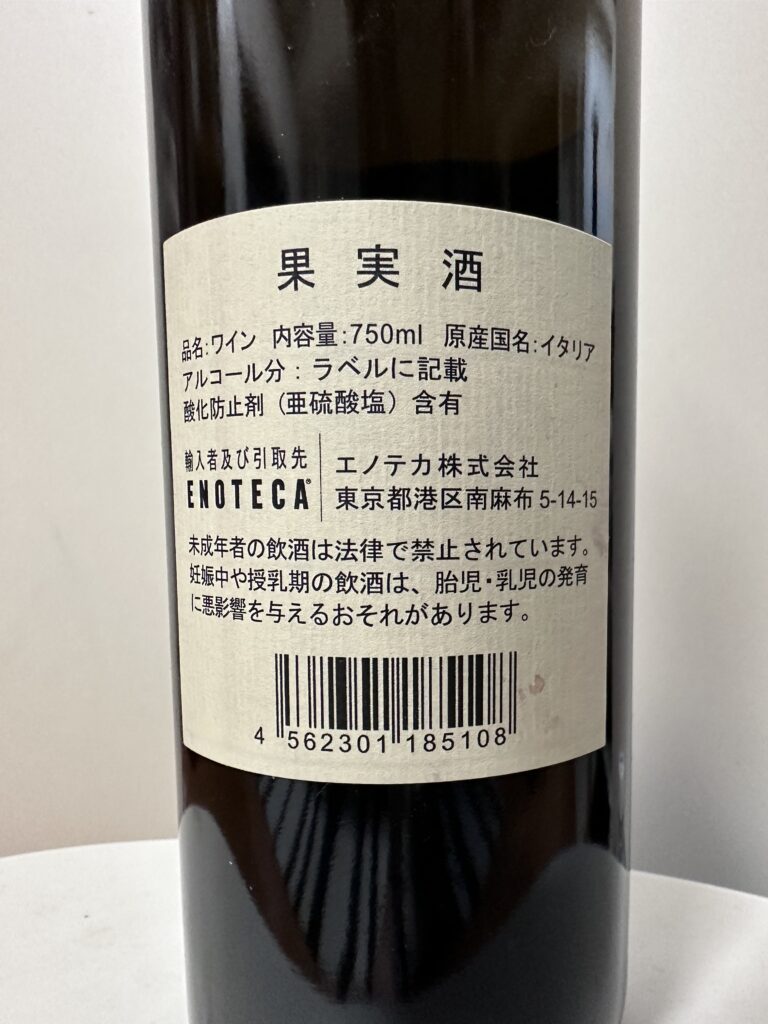 果実酒
品名:ワイン 内容量:750ml 原産国名:イタリア
アルコール分:ラベルに記載
酸化防止剤(亜硫酸塩)含有
輸入者及び引取先
ENOTECA®
エノテカ株式会社
東京都港区南麻布5-14-15
未成年者の飲酒は法律で禁止されています。
妊娠中や授乳期の飲酒は、胎児・乳児の発育
に悪影響を与えるおそれがあります。
4 562301 185108